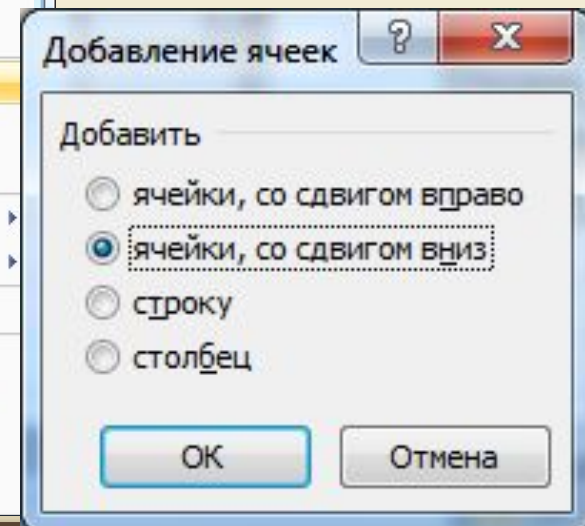 Добавление ячеек
Добавить
ячейки, со сдвигом вправо
ячейки, со сдвигом вниз
строку
столбец
ОК Отмена